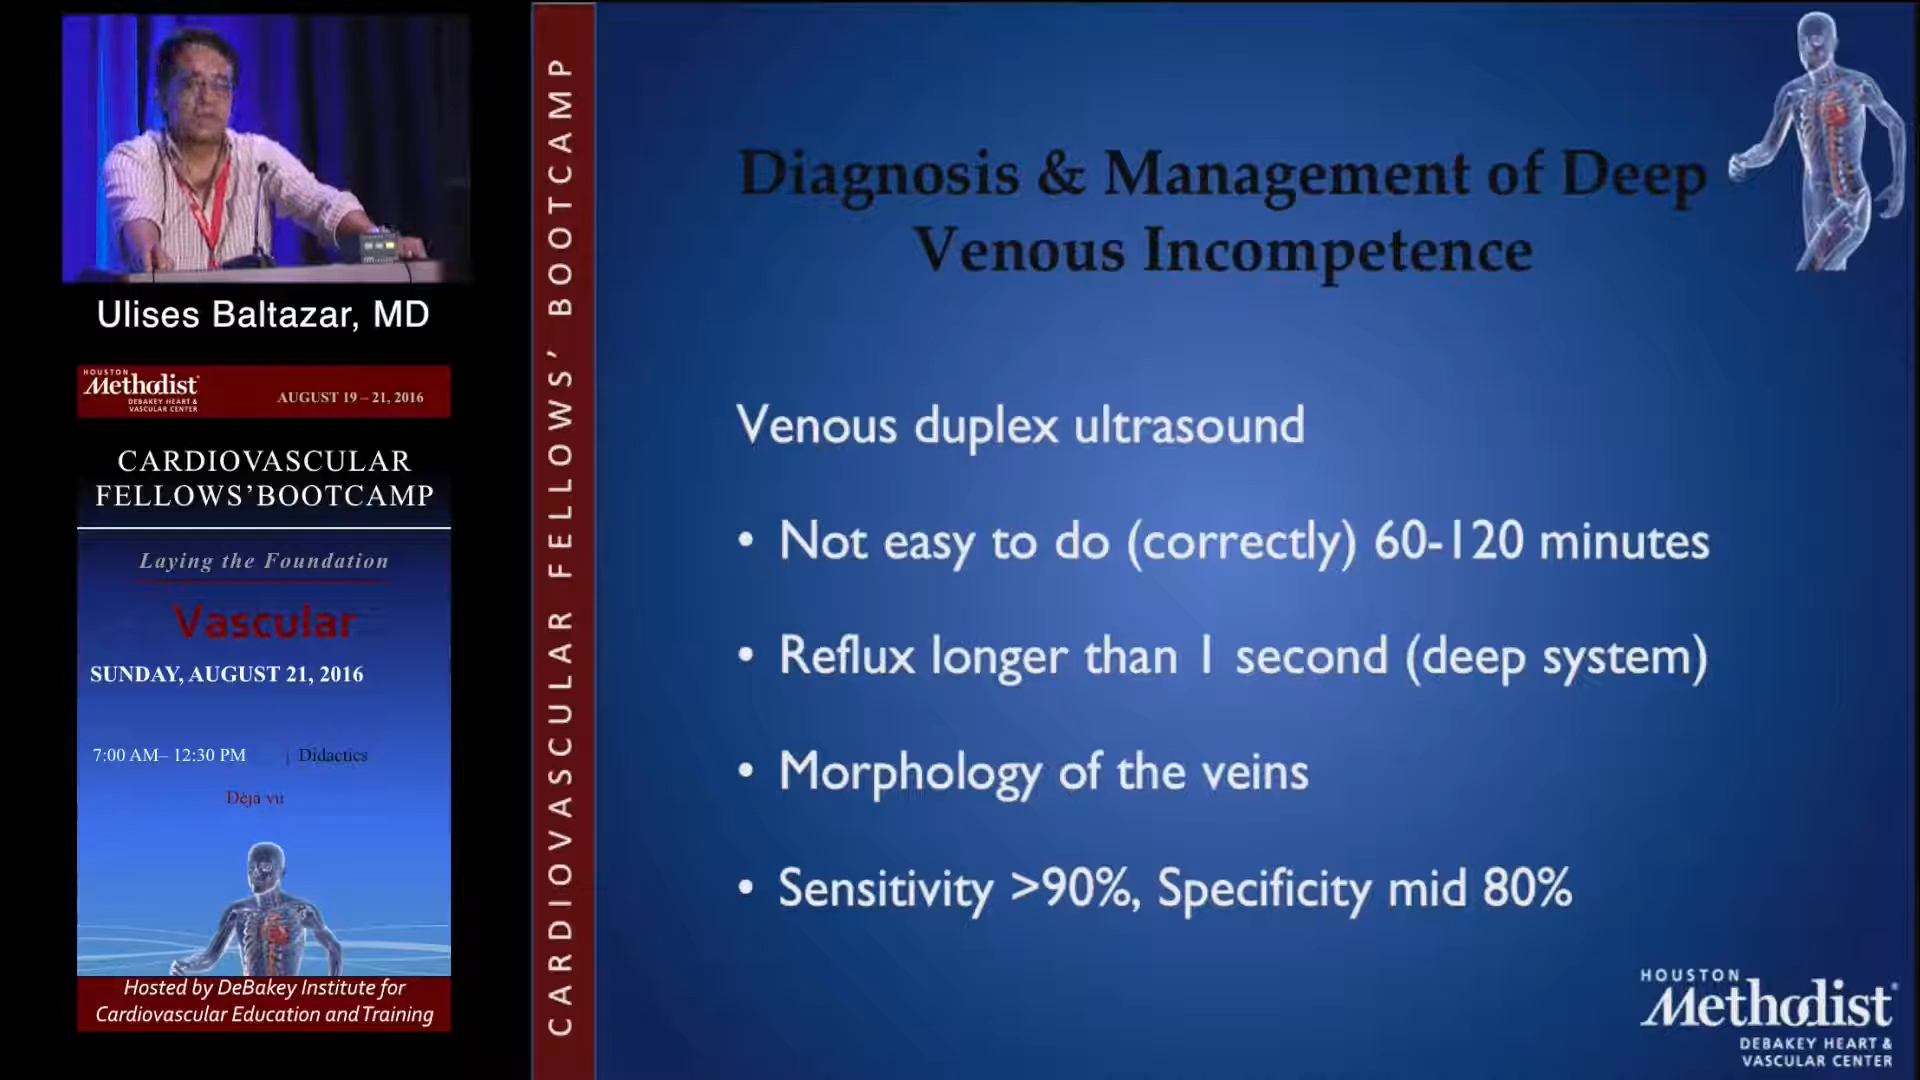 Ulises Baltazar, MD
HOUSTON
Methodist
DEBAKEY HEART &
VASCULAR CENTER
AUGUST 19 – 21, 2016
CARDIOVASCULAR
FELLOWS’BOOTCAMP
Laying the Foundation
Vascular
SUNDAY, AUGUST 21, 2016
7:00 AM– 12:30 PM | Didactics
Déjà vu
Hosted by DeBakey Institute for
Cardiovascular Education and Training
CARDIOVASCULAR FELLOWS’ BOOTCAMP
Diagnosis & Management of Deep
Venous Incompetence
Venous duplex ultrasound
• Not easy to do (correctly) 60-120 minutes
• Reflux longer than 1 second (deep system)
• Morphology of the veins
• Sensitivity >90%, Specificity mid 80%
HOUSTON
Methodist
DEBAKEY HEART &
VASCULAR CENTER